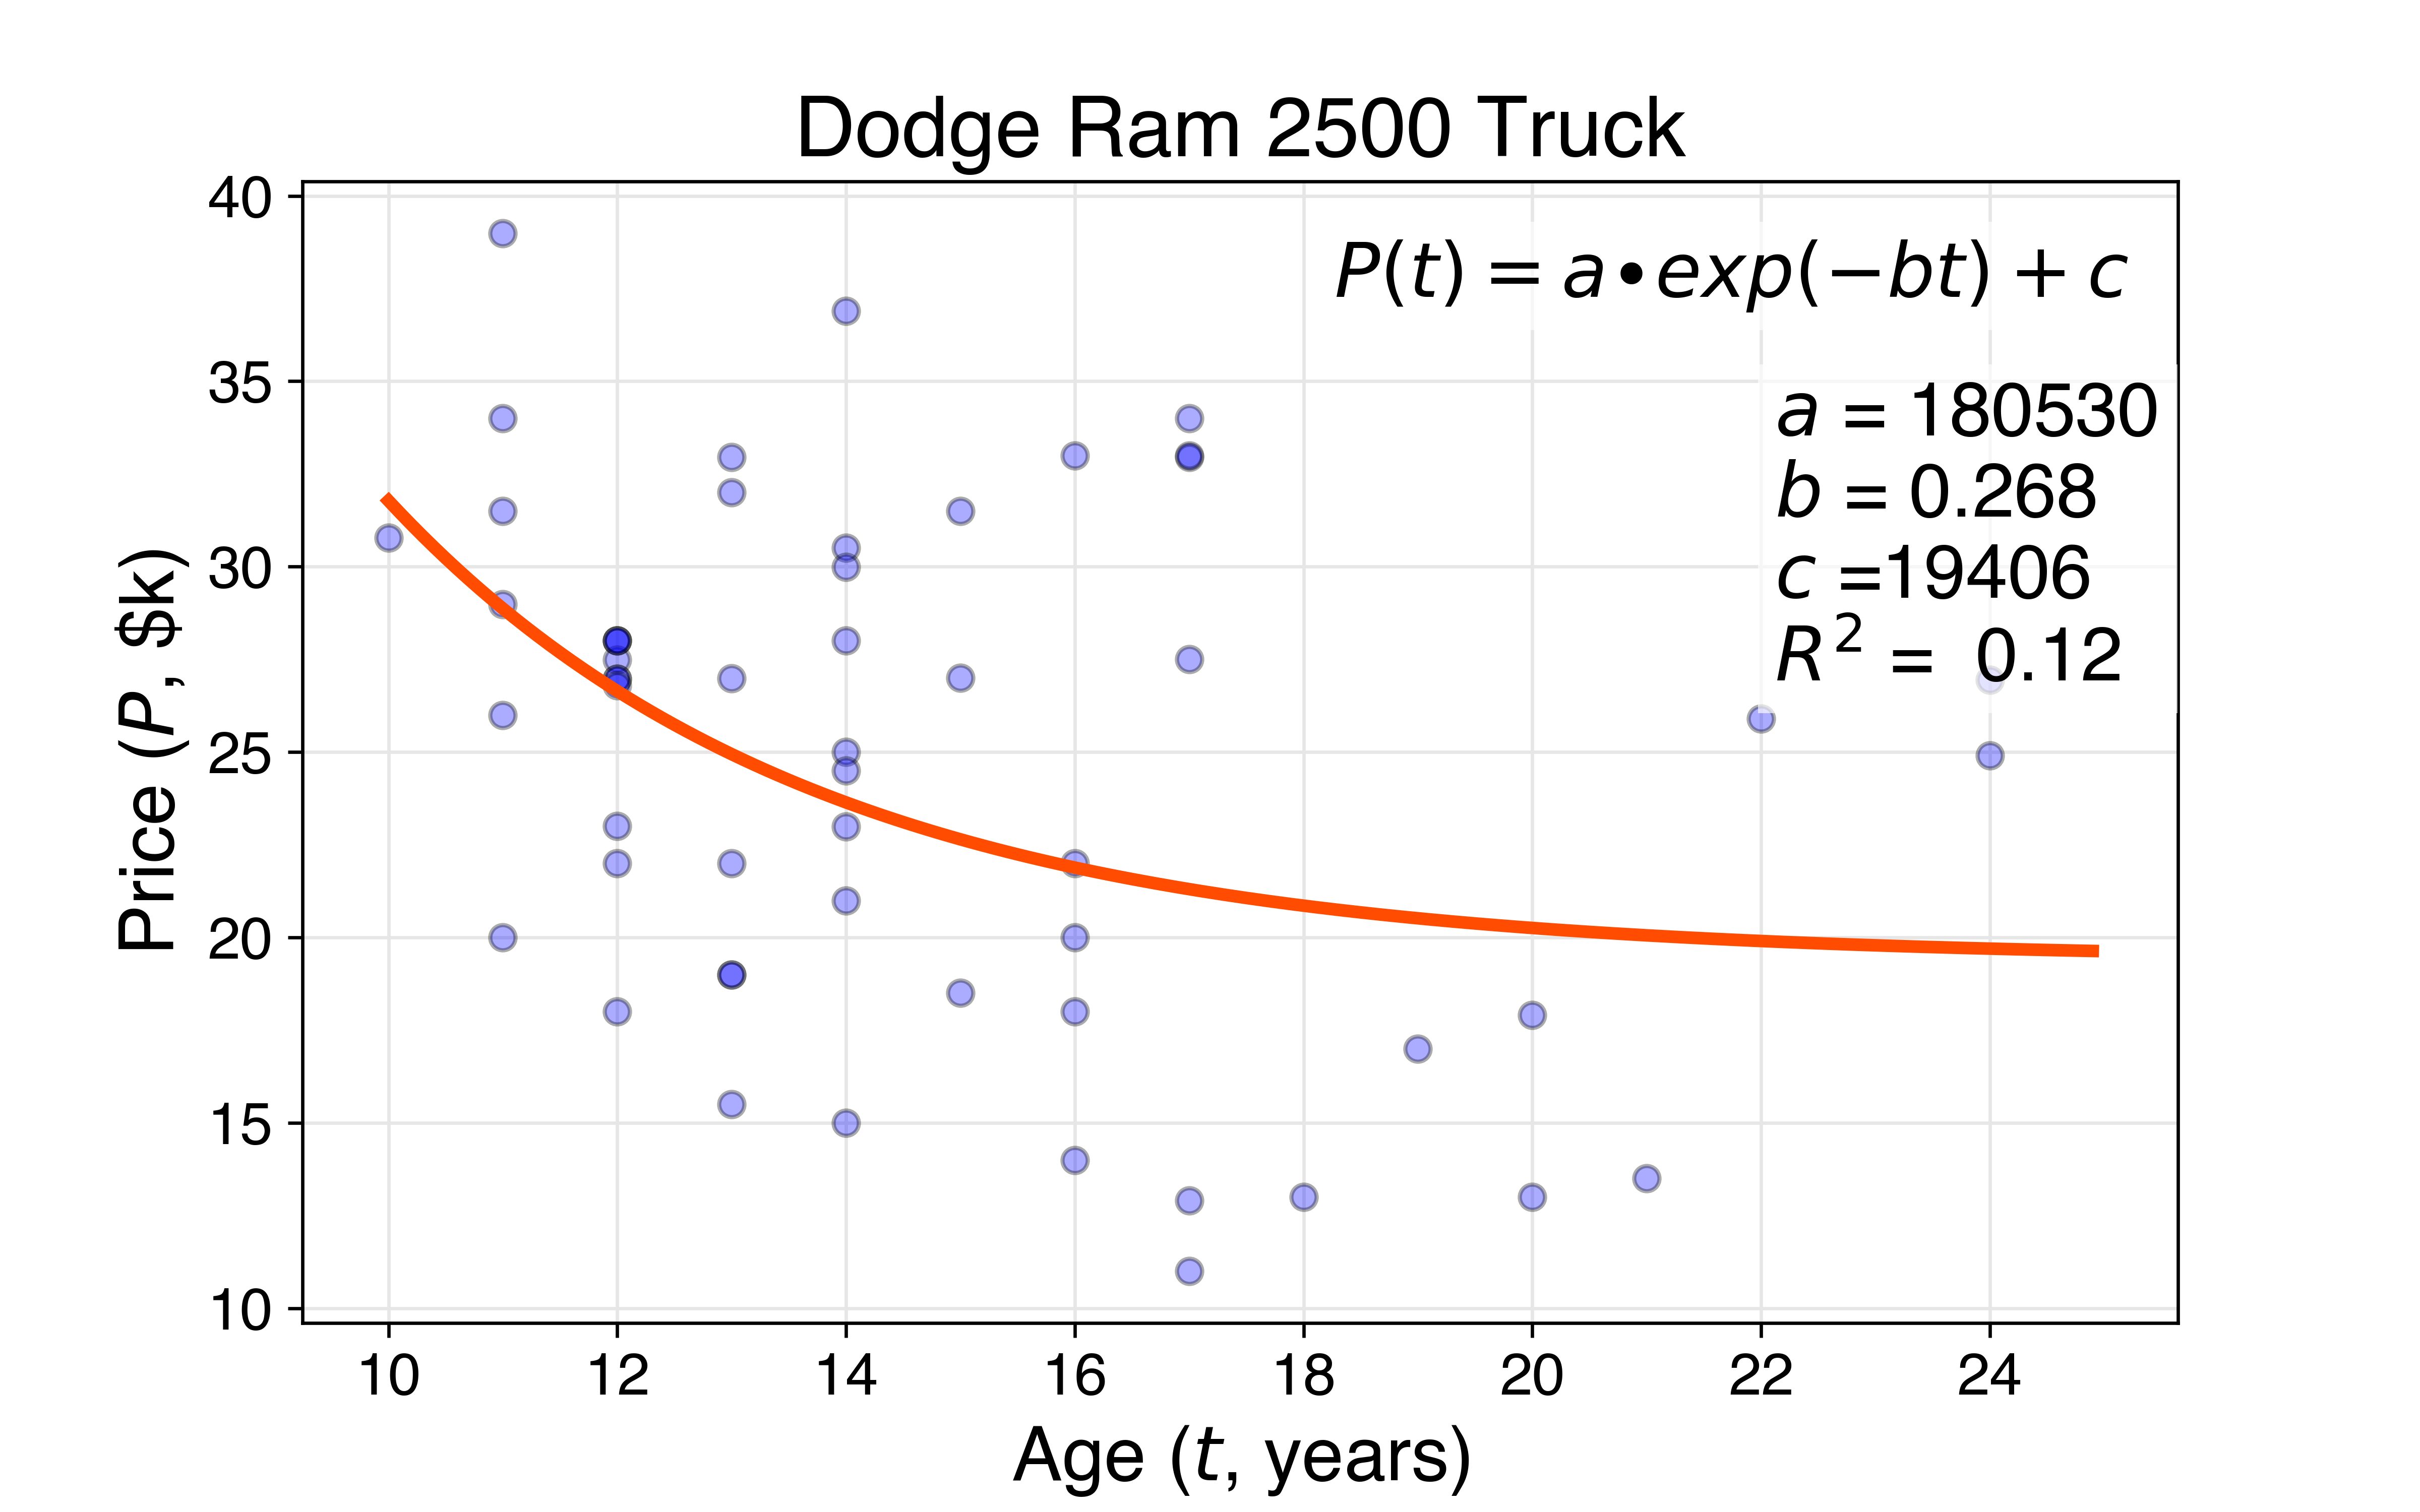 Dodge Ram 2500 Truck
P(t) = a•exp(−bt) + c
a = 180530
b = 0.268
c =19406
R² = 0.12
Price (P, $k)
40
35
30
25
20
15
10
10 12 14 16 18 20 22 24
Age (t, years)